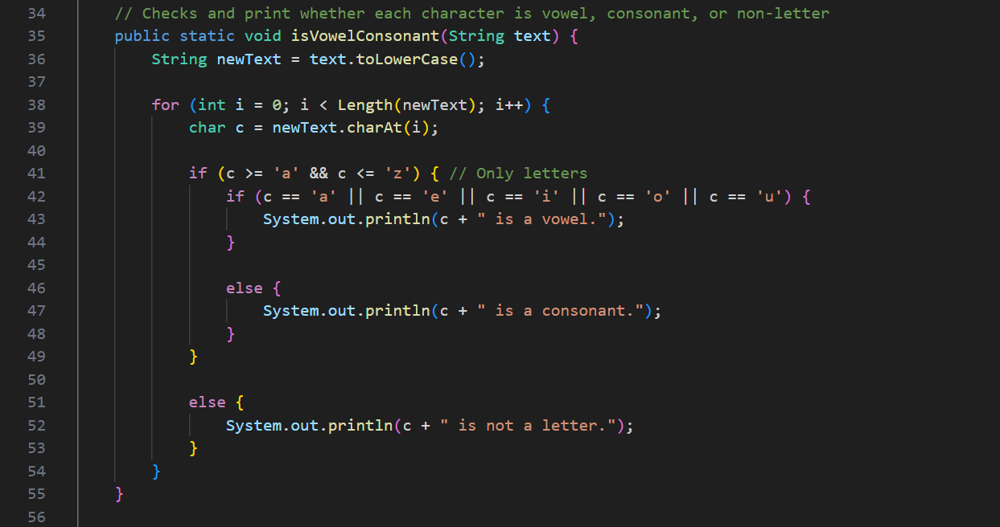 34 // Checks and print whether each character is vowel, consonant, or non-letter
35 public static void isVowelConsonant(String text) {
36 String newText = text.toLowerCase();
37
38 for (int i = 0; i < Length(newText); i++) {
39 char c = newText.charAt(i);
40
41 if (c >= 'a' && c <= 'z') { // Only letters
42 if (c == 'a' || c == 'e' || c == 'i' || c == 'o' || c == 'u') {
43 System.out.println(c + " is a vowel.");
44 }
45
46 else {
47 System.out.println(c + " is a consonant.");
48 }
49 }
50
51 else {
52 System.out.println(c + " is not a letter.");
53 }
54 }
55 }
56